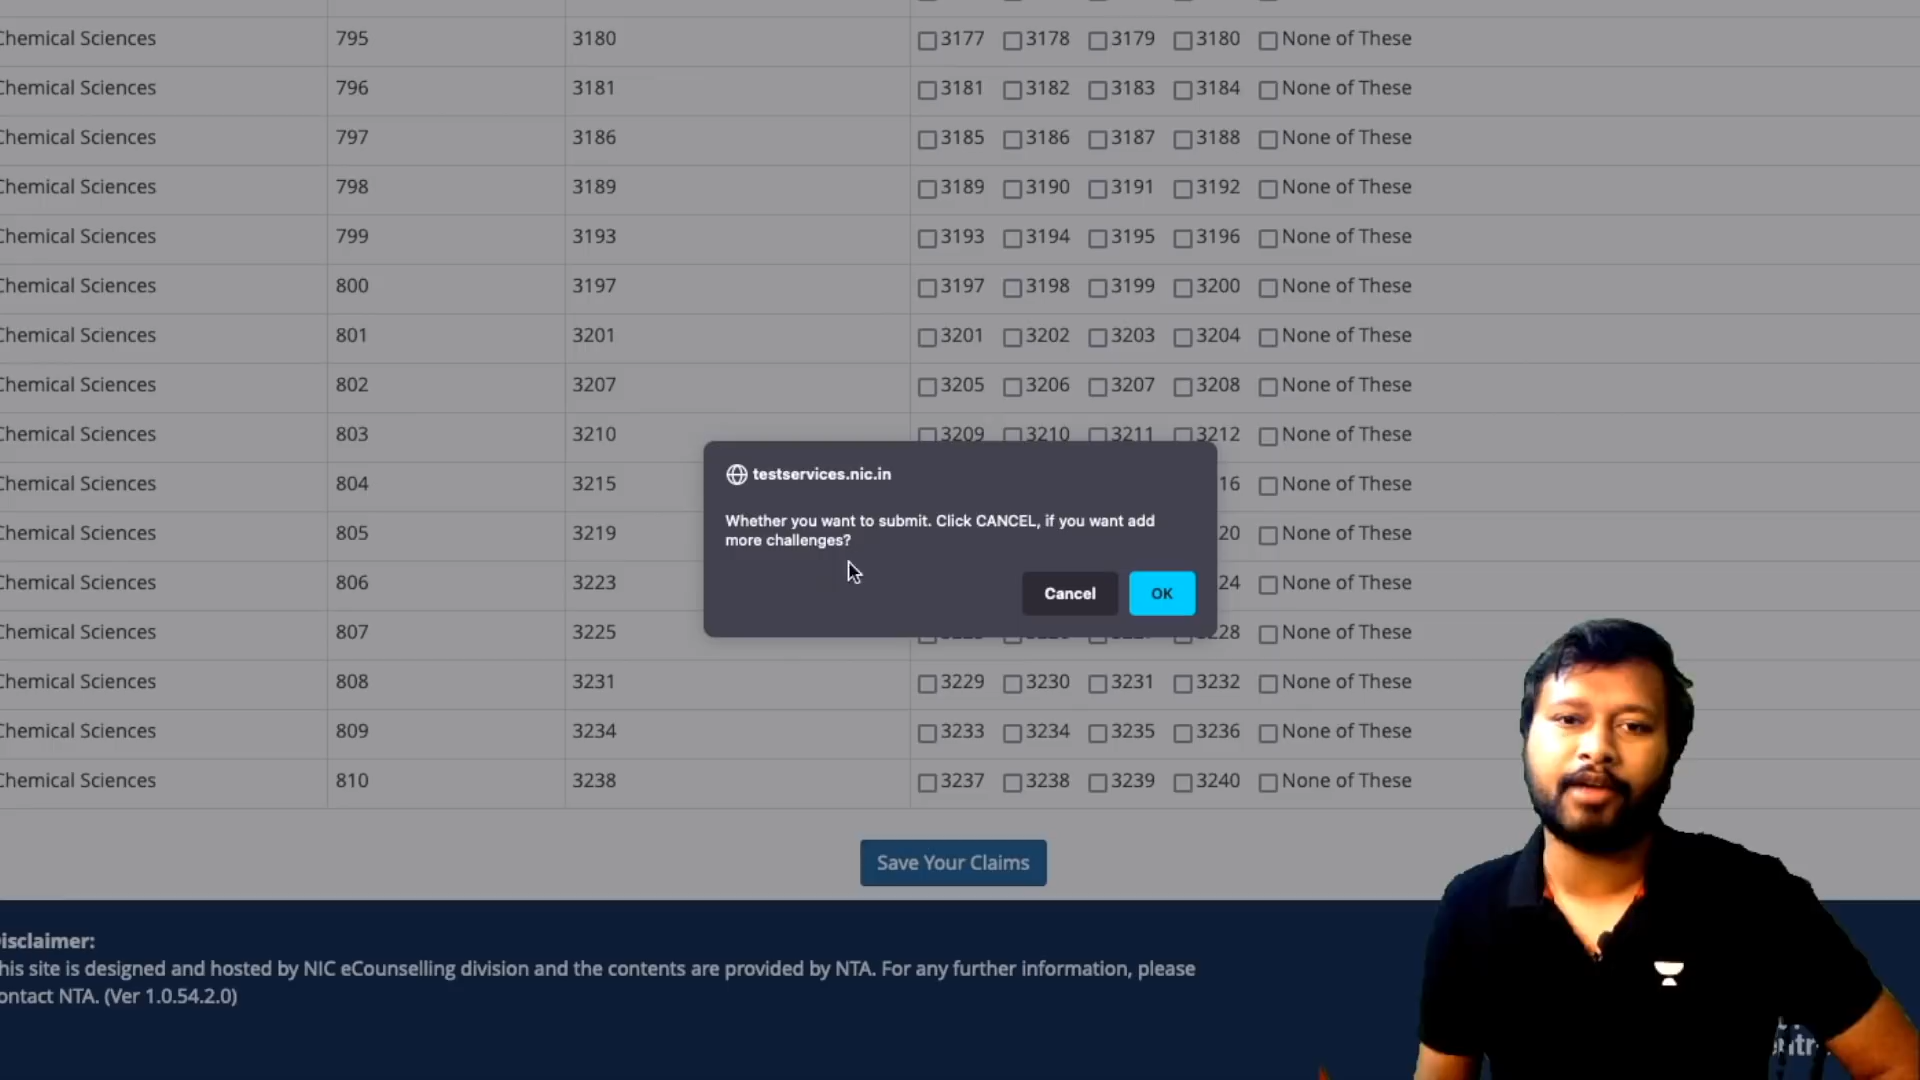 Chemical Sciences 795 3180 3177 3178 3179 3180 None of These
Chemical Sciences 796 3181 3181 3182 3183 3184 None of These
Chemical Sciences 797 3186 3185 3186 3187 3188 None of These
Chemical Sciences 798 3189 3189 3190 3191 3192 None of These
Chemical Sciences 799 3193 3193 3194 3195 3196 None of These
Chemical Sciences 800 3197 3197 3198 3199 3200 None of These
Chemical Sciences 801 3201 3201 3202 3203 3204 None of These
Chemical Sciences 802 3207 3205 3206 3207 3208 None of These
Chemical Sciences 803 3210 3209 3210 3211 3212 None of These
Chemical Sciences 804 3215 16 None of These
Chemical Sciences 805 3219 20 None of These
Chemical Sciences 806 3223 24 None of These
Chemical Sciences 807 3225 228 None of These
Chemical Sciences 808 3231 3229 3230 3231 3232 None of These
Chemical Sciences 809 3234 3233 3234 3235 3236 None of These
Chemical Sciences 810 3238 3237 3238 3239 3240 None of These
testservices.nic.in
Whether you want to submit. Click CANCEL, if you want add
more challenges?
Cancel OK
Save Your Claims
isclaimer:
his site is designed and hosted by NIC eCounselling division and the contents are provided by NTA. For any further information, please
ontact NTA. (Ver 1.0.54.2.0)